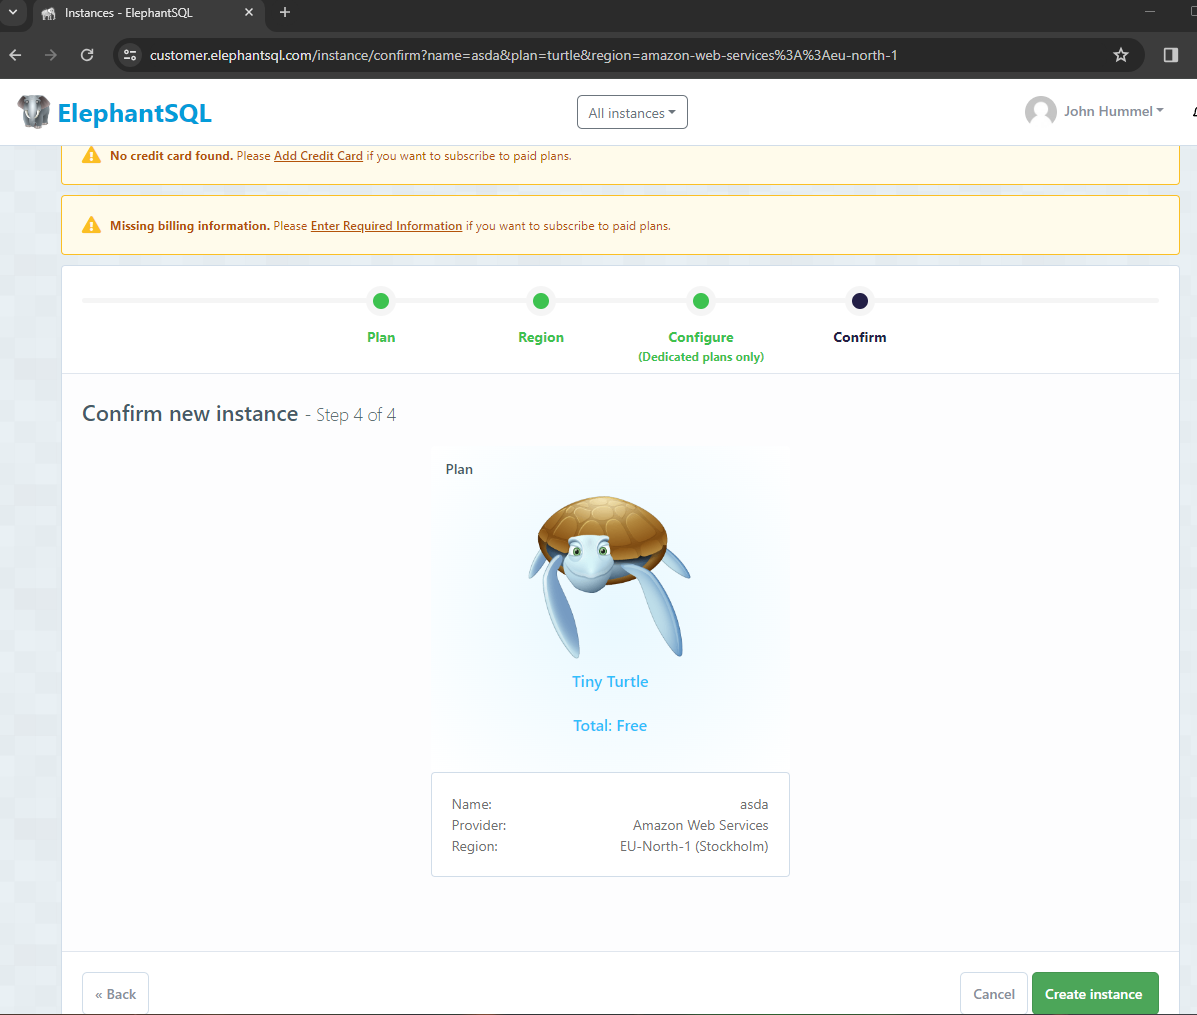 Instances - ElephantSQL
customer.elephantsql.com/instance/confirm?name=asda&plan=turtle&region=amazon-web-services%3A%3Aeu-north-1
ElephantSQL
All instances
John Hummel
No credit card found. Please Add Credit Card if you want to subscribe to paid plans.
Missing billing information. Please Enter Required Information if you want to subscribe to paid plans.
Plan
Region
Configure
(Dedicated plans only)
Confirm
Confirm new instance - Step 4 of 4
Plan
Tiny Turtle
Total: Free
Name: asda
Provider: Amazon Web Services
Region: EU-North-1 (Stockholm)
« Back
Cancel
Create instance